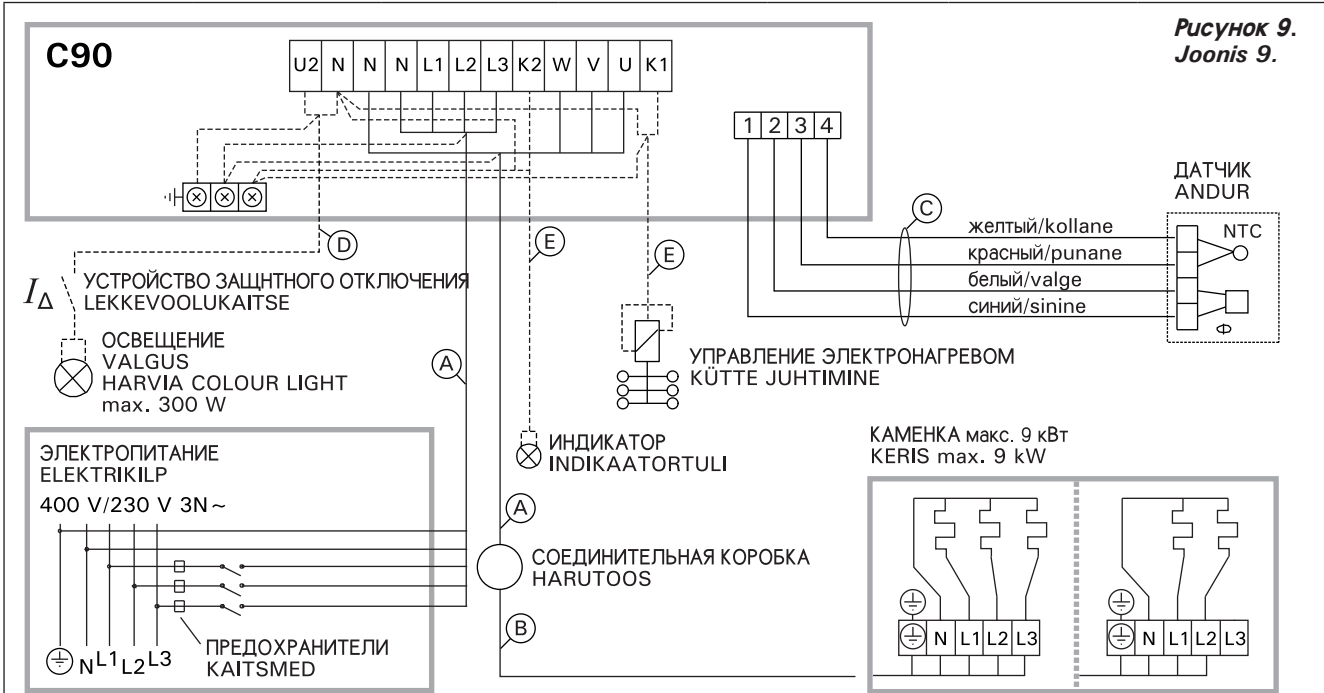 C90
Рисунок 9.
Joonis 9.
U2 N N N L1 L2 L3 K2 W V U K1
1 2 3 4
ДАТЧИК
ANDUR
NTC
C
желтый/kollane
красный/punane
белый/valge
синий/sinine
Ф
D
E
E
I∆
УСТРОЙСТВО ЗАЩНТНОГО ОТКЛЮЧЕНИЯ
LEKKEVOOLUKAITSE
ОСВЕЩЕНИЕ
VALGUS
HARVIA COLOUR LIGHT
max. 300 W
A
УПРАВЛЕНИЕ ЭЛЕКТРОНАГРЕВОМ
KÜTTE JUHTIMINE
ИНДИКАТОР
INDIKAATORTULI
ЭЛЕКТРОПИТАНИЕ
ELEKTRIKILP
400 V/230 V 3N~
N L1 L2 L3
ПРЕДОХРАНИТЕЛИ
KAITSMED
A
СОЕДИНИТЕЛЬНАЯ КОРОБКА
HARUTOOS
B
КАМЕНКА макс. 9 кВт
KERIS max. 9 kW
N L1 L2 L3
N L1 L2 L3